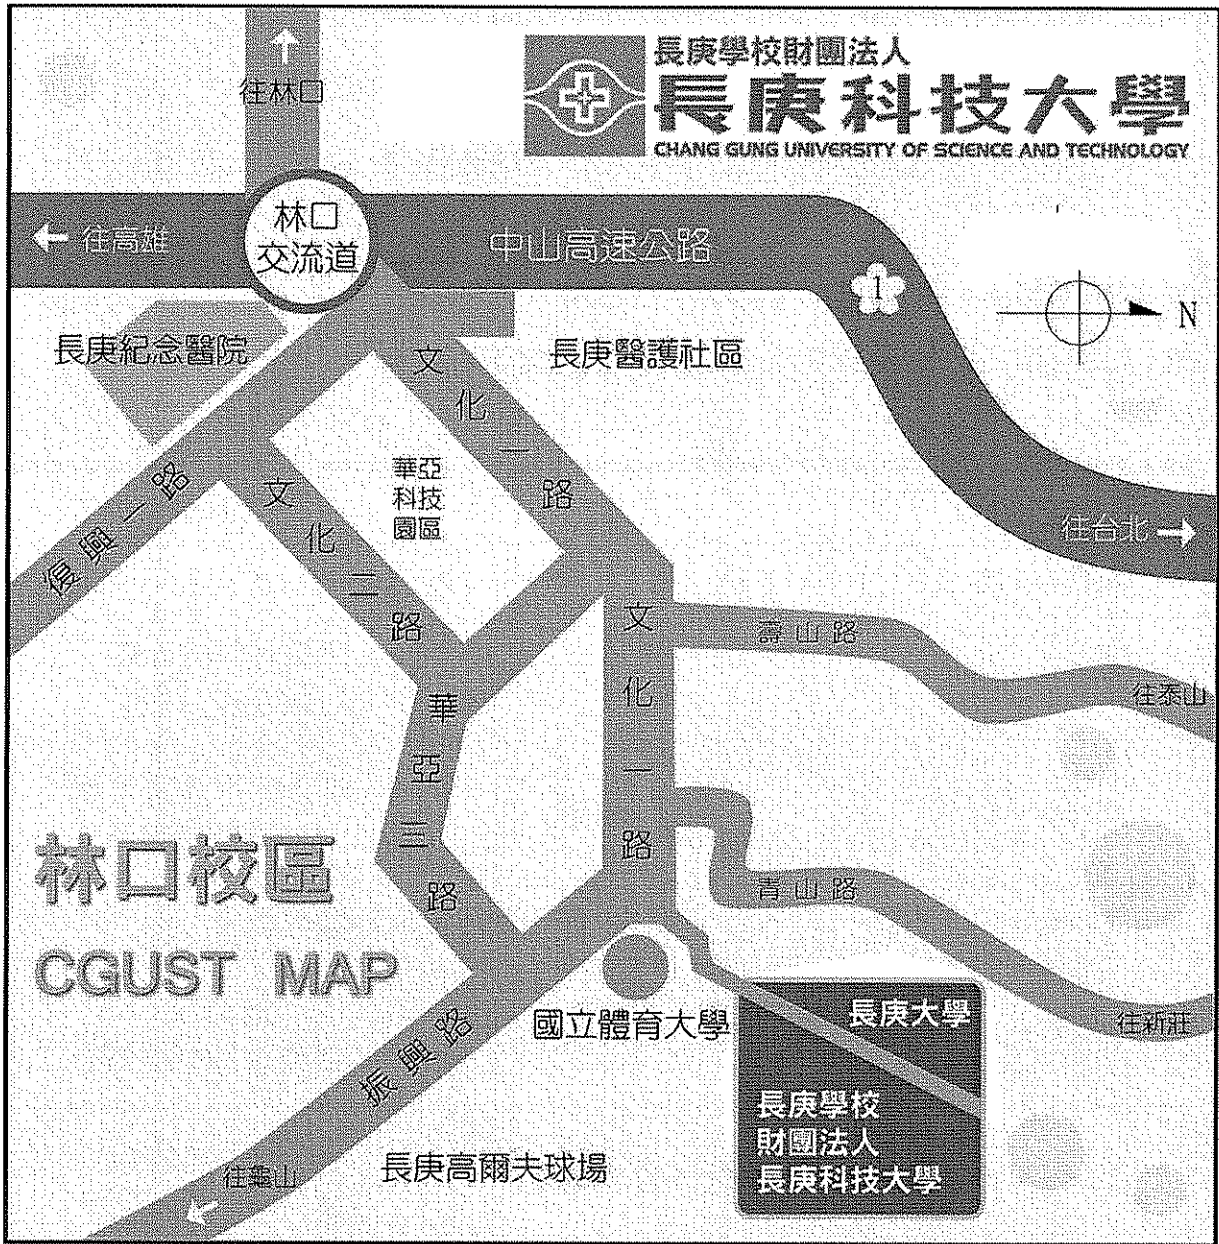 長庚學校財團法人
長庚科技大學
CHANG GUNG UNIVERSITY OF SCIENCE AND TECHNOLOGY
往林口
林口
交流道
往高雄
中山高速公路
1
N
長庚紀念醫院
長庚醫護社區
文化一路
復興一路
文化二路
華亞
科技
園區
往台北
文化一路
壽山路
往泰山
華亞三路
林口校區
CGUST MAP
青山路
往新莊
國立體育大學
長庚大學
振興路
長庚學校
財團法人
長庚科技大學
長庚高爾夫球場
往龜山